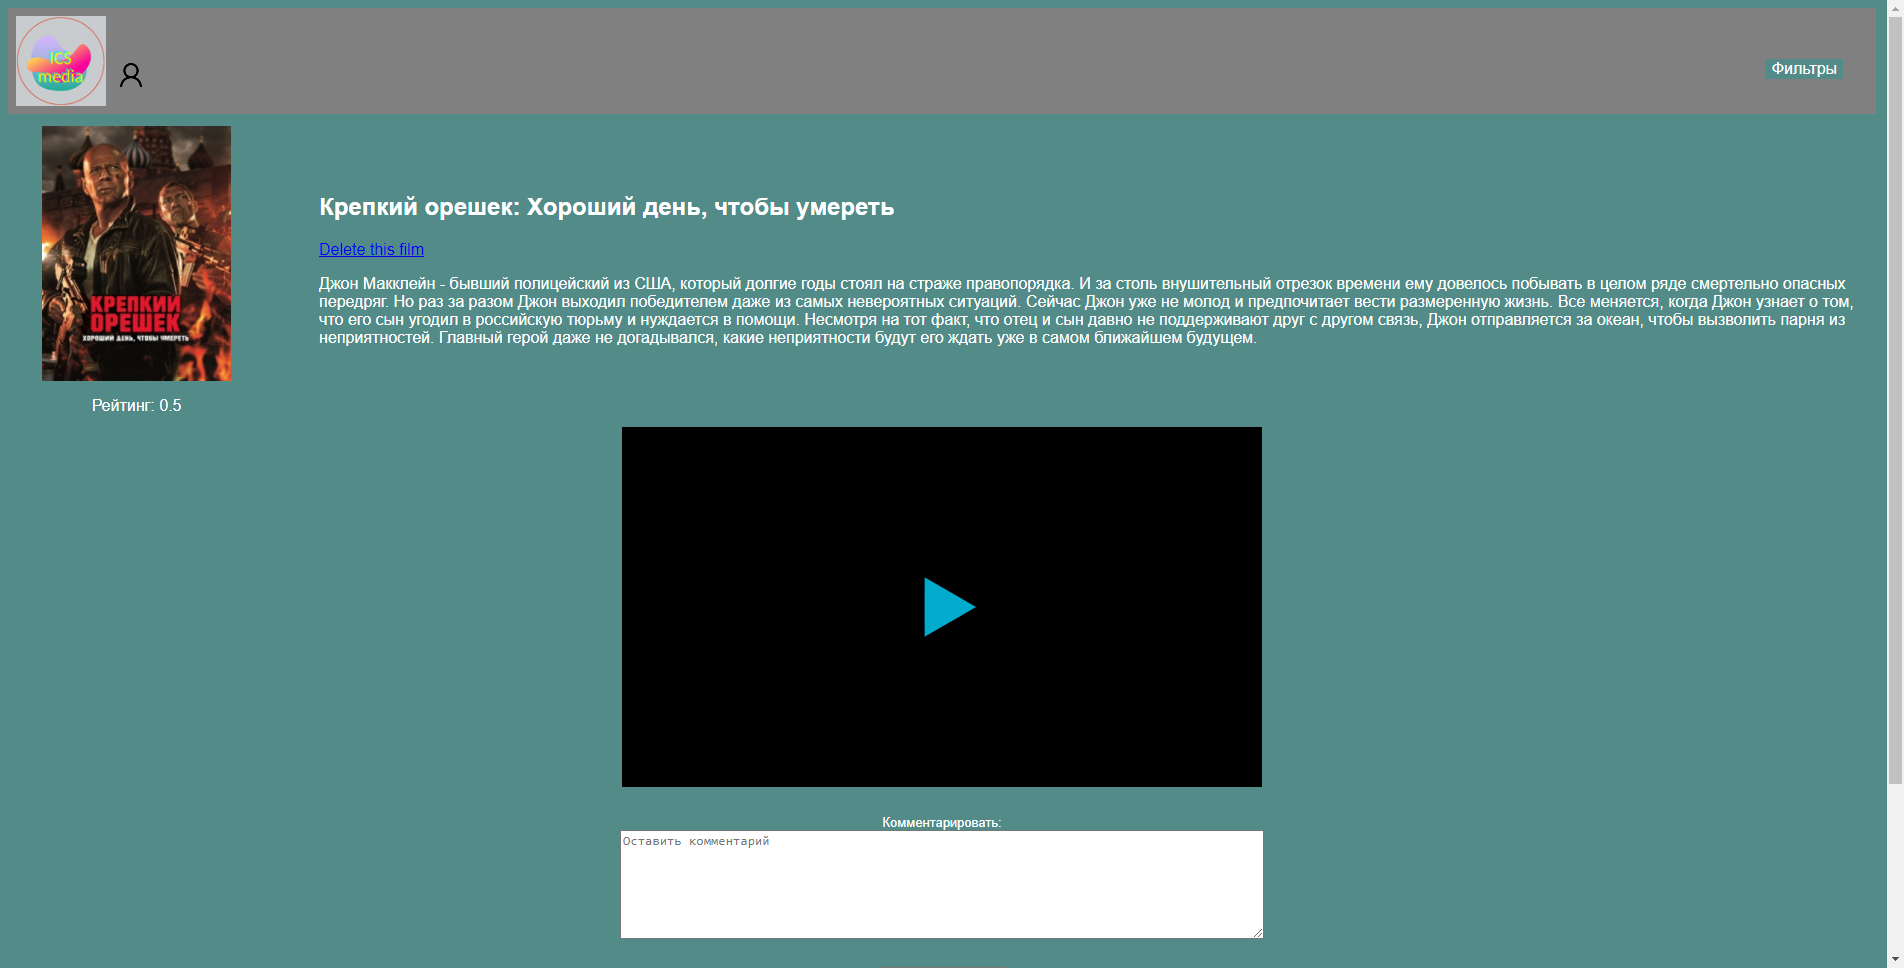 ICS
media
Фильтры
КРЕПКИЙ
ОРЕШЕК
ХОРОШИЙ ДЕНЬ, ЧТОБЫ УМЕРЕТЬ
Рейтинг: 0.5
Крепкий орешек: Хороший день, чтобы умереть
Delete this film
Джон Макклейн - бывший полицейский из США, который долгие годы стоял на страже правопорядка. И за столь внушительный отрезок времени ему довелось побывать в целом ряде смертельно опасных
передряг. Но раз за разом Джон выходил победителем даже из самых невероятных ситуаций. Сейчас Джон уже не молод и предпочитает вести размеренную жизнь. Все меняется, когда Джон узнает о том,
что его сын угодил в российскую тюрьму и нуждается в помощи. Несмотря на тот факт, что отец и сын давно не поддерживают друг с другом связь, Джон отправляется за океан, чтобы вызволить парня из
неприятностей. Главный герой даже не догадывался, какие неприятности будут его ждать уже в самом ближайшем будущем.
Комментировать:
Оставить комментарий